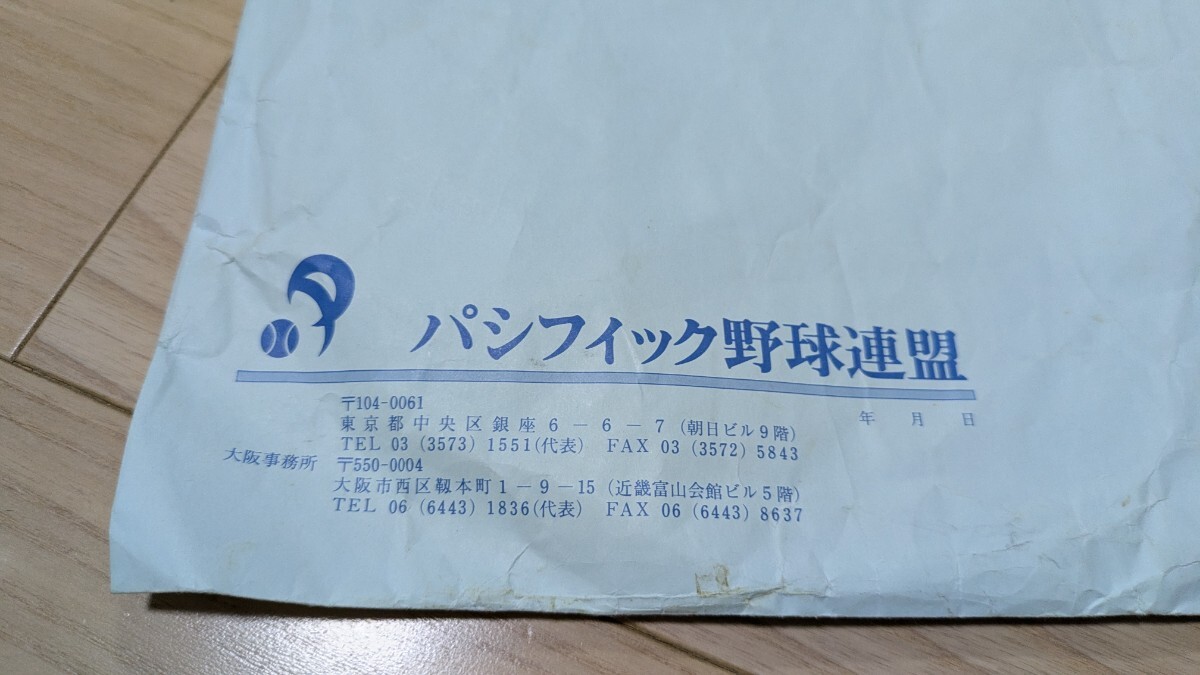 パシフィック野球連盟
年 月 日
〒104-0061
東京都中央区銀座6-6-7(朝日ビル9階)
TEL 03(3573)1551(代表) FAX 03(3572)5843
大阪事務所 〒550-0004
大阪市西区靱本町1-9-15(近畿富山会館ビル5階)
TEL 06(6443)1836(代表) FAX 06(6443)8637